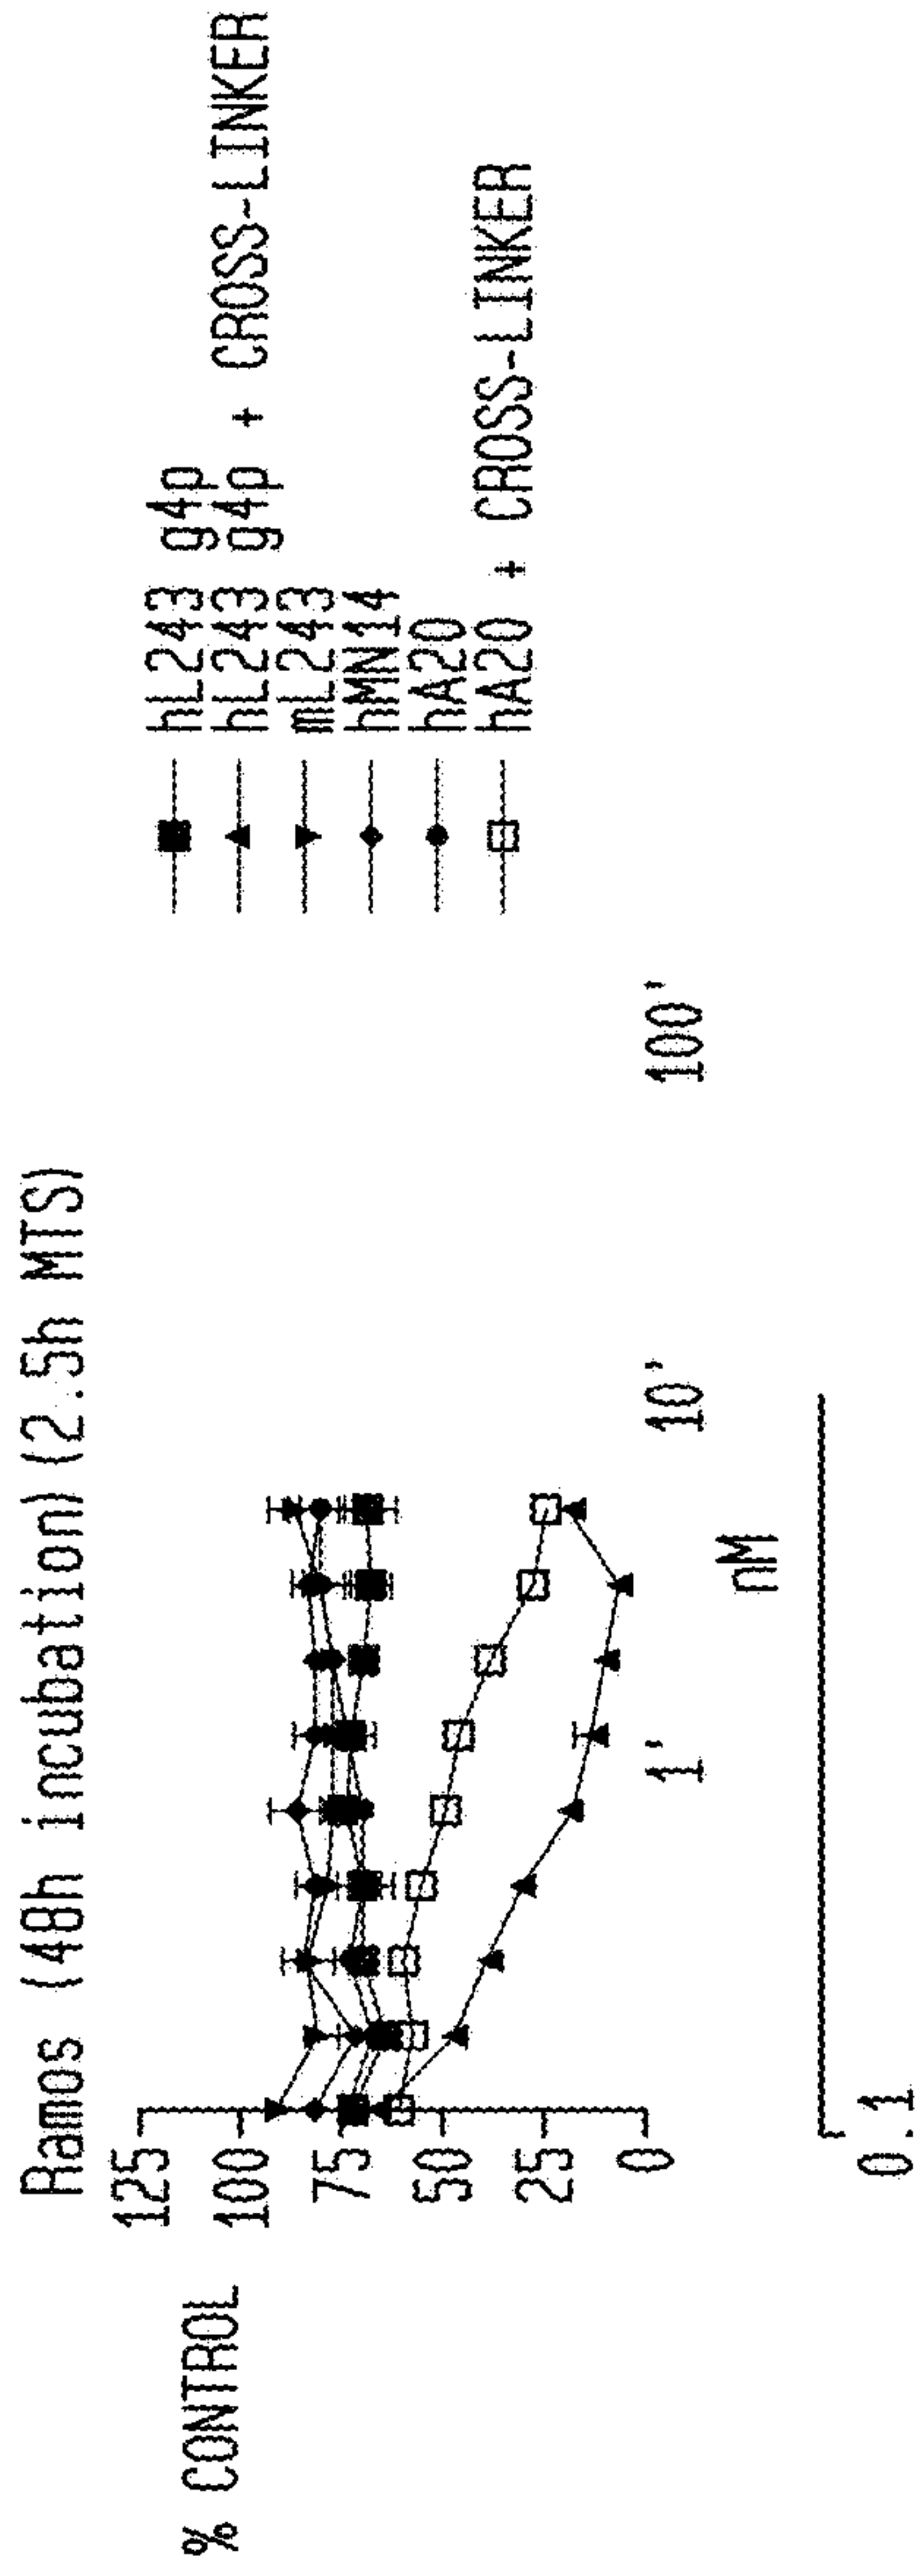 Ramos (48h incubation)(2.5h MTS)
% CONTROL
125
100
75
50
25
0
0.1
1'
10'
100'
nM
hL243 g4p
hL243 g4p + CROSS-LINKER
mL243
hMN14
hA20
hA20 + CROSS-LINKER